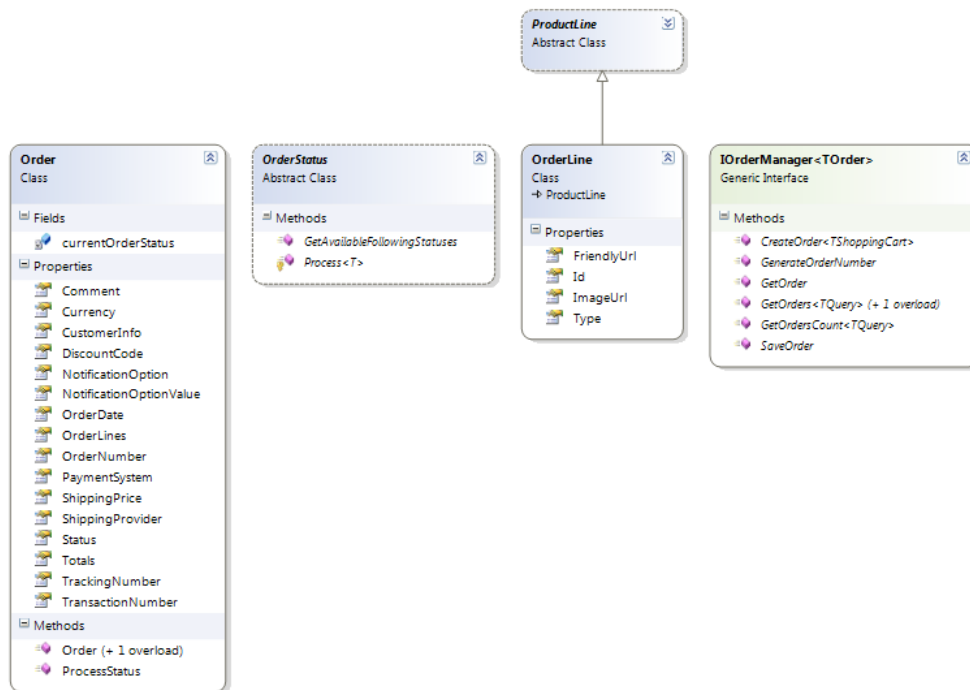 ProductLine
Abstract Class
Order
Class
Fields
currentOrderStatus
Properties
Comment
Currency
CustomerInfo
DiscountCode
NotificationOption
NotificationOptionValue
OrderDate
OrderLines
OrderNumber
PaymentSystem
ShippingPrice
ShippingProvider
Status
Totals
TrackingNumber
TransactionNumber
Methods
Order (+ 1 overload)
ProcessStatus
OrderStatus
Abstract Class
Methods
GetAvailableFollowingStatuses
Process<T>
OrderLine
Class
ProductLine
Properties
FriendlyUrl
Id
ImageUrl
Type
IOrderManager<TOrder>
Generic Interface
Methods
CreateOrder<TShoppingCart>
GenerateOrderNumber
GetOrder
GetOrders<TQuery> (+ 1 overload)
GetOrdersCount<TQuery>
SaveOrder